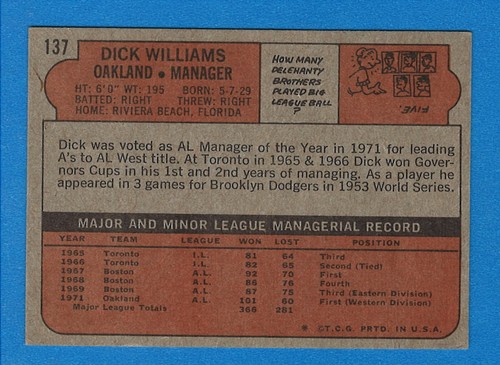 137
DICK WILLIAMS
OAKLAND • MANAGER
HT: 6'0" WT: 195 BORN: 5-7-29
BATTED: RIGHT THREW: RIGHT
HOME: RIVIERA BEACH, FLORIDA
HOW MANY
DELEHANTY
BROTHERS
PLAYED BIG
LEAGUE BALL
?
FIVE.
Dick was voted as AL Manager of the Year in 1971 for leading
A's to AL West title. At Toronto in 1965 & 1966 Dick won Gover-
nors Cups in his 1st and 2nd years of managing. As a player he
appeared in 3 games for Brooklyn Dodgers in 1953 World Series.
MAJOR AND MINOR LEAGUE MANAGERIAL RECORD
YEAR TEAM LEAGUE WON LOST POSITION
1965 Toronto I.L. 81 64 Third
1966 Toronto I.L. 82 65 Second (Tied)
1967 Boston A.L. 92 70 First
1968 Boston A.L. 86 76 Fourth
1969 Boston A.L. 87 75 Third (Eastern Division)
1971 Oakland A.L. 101 60 First (Western Division)
Major League Totals 366 281
* ©T.C.G. PRTD. IN U.S.A.